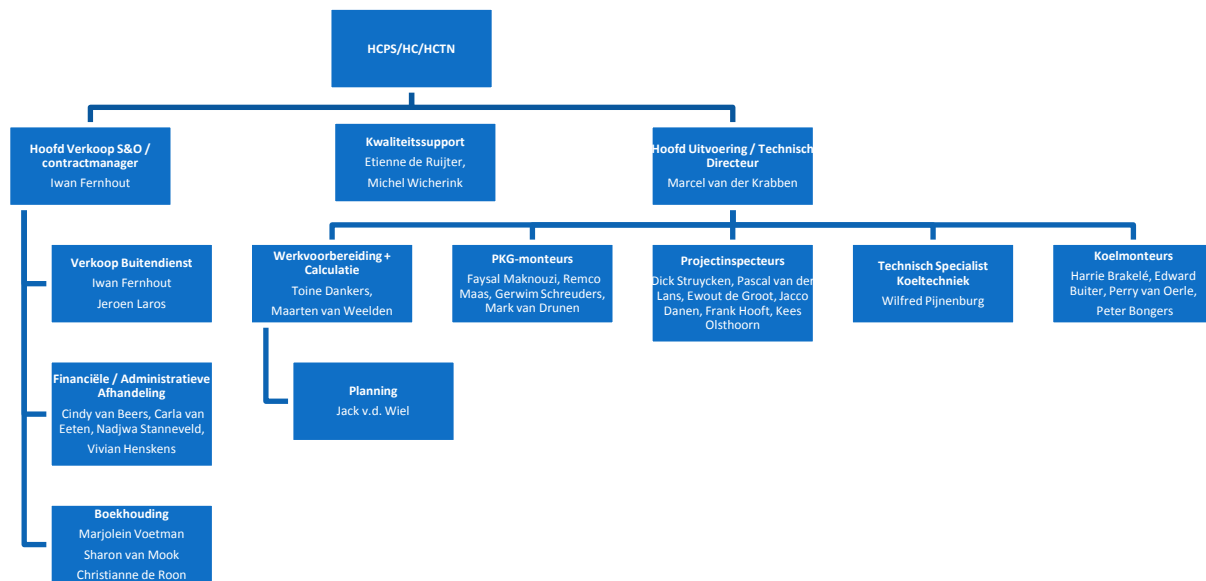 HCPS/HC/HCTN
Hoofd Verkoop S&O /
contractmanager
Iwan Fernhout
Kwaliteitssupport
Etienne de Ruijter,
Michel Wicherink
Hoofd Uitvoering / Technisch
Directeur
Marcel van der Krabben
Verkoop Buitendienst
Iwan Fernhout
Jeroen Laros
Werkvoorbereiding +
Calculatie
Toine Dankers,
Maarten van Weelden
PKG-monteurs
Faysal Maknouzi, Remco
Maas, Gerwim Schreuders,
Mark van Drunen
Projectinspecteurs
Dick Struycken, Pascal van der
Lans, Ewout de Groot, Jacco
Danen, Frank Hooft, Kees
Olsthoorn
Technisch Specialist
Koeltechniek
Wilfred Pijnenburg
Koelmonteurs
Harrie Brakelé, Edward
Buiter, Perry van Oerle,
Peter Bongers
Financiële / Administratieve
Afhandeling
Cindy van Beers, Carla van
Eeten, Nadjwa Stanneveld,
Vivian Henskens
Planning
Jack v.d. Wiel
Boekhouding
Marjolein Voetman
Sharon van Mook
Christianne de Roon